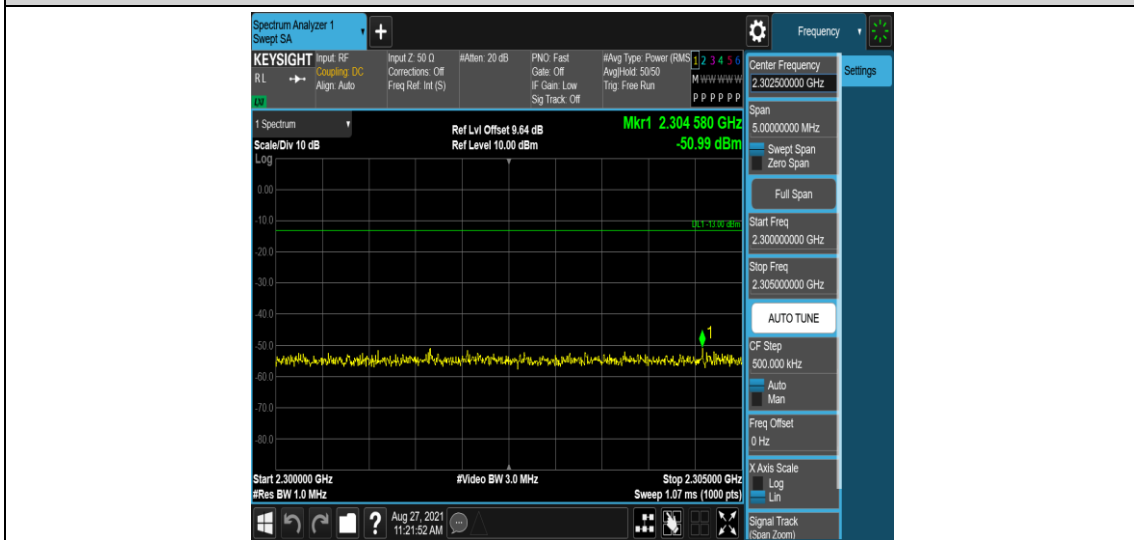 Spectrum Analyzer 1
Swept SA
Frequency
KEYSIGHT
RL
Input: RF
Coupling: DC
Align: Auto
Input Z: 50 Ω
Corrections: Off
Freq Ref: Int (S)
#Atten: 20 dB
PNO: Fast
Gate: Off
IF Gain: Low
Sig Track: Off
#Avg Type: Power (RMS
Avg|Hold: 50/50
Trig: Free Run
1 2 3 4 5 6
M W W W W W
P P P P P P
Center Frequency
2.302500000 GHz
Settings
1 Spectrum
Scale/Div 10 dB
Ref Lvl Offset 9.64 dB
Ref Level 10.00 dBm
Mkr1 2.304 580 GHz
-50.99 dBm
Span
5.00000000 MHz
Swept Span
Zero Span
Full Span
Start Freq
2.300000000 GHz
Stop Freq
2.305000000 GHz
AUTO TUNE
CF Step
500.000 kHz
Auto
Man
Freq Offset
0 Hz
X Axis Scale
Log
Lin
Signal Track
(Span Zoom)
Log
0.00
-10.0
DL1 -13.00 dBm
-20.0
-30.0
-40.0
1
-50.0
-60.0
-70.0
-80.0
Start 2.300000 GHz
#Video BW 3.0 MHz
Stop 2.305000 GHz
#Res BW 1.0 MHz
Sweep 1.07 ms (1000 pts)
?
Aug 27, 2021
11:21:52 AM